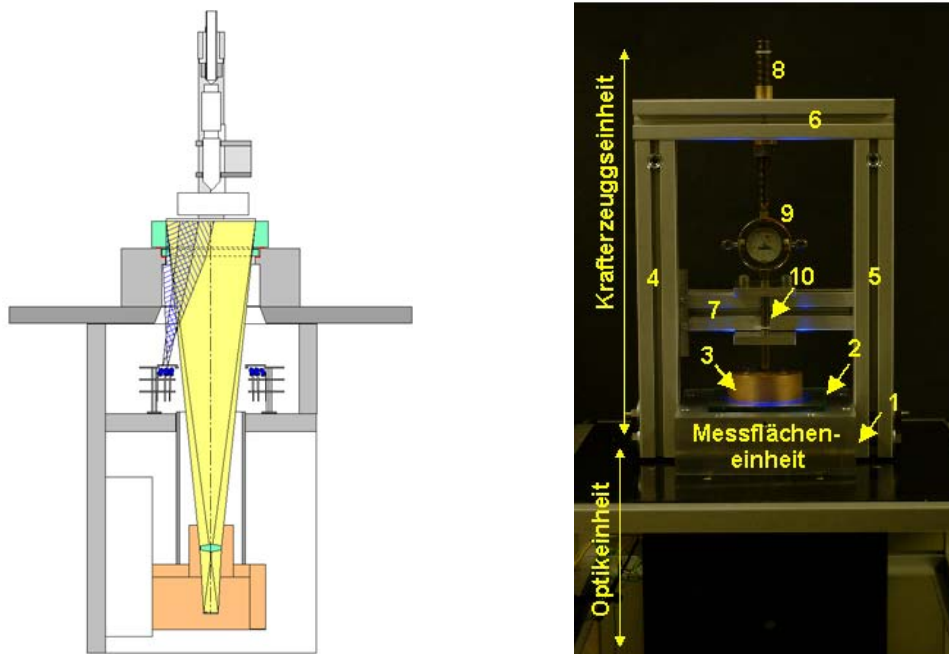 8
6
Krafterzeuggseinheit
9
10
4
5
7
3
2
1
Messflächen-
einheit
Optikeinheit